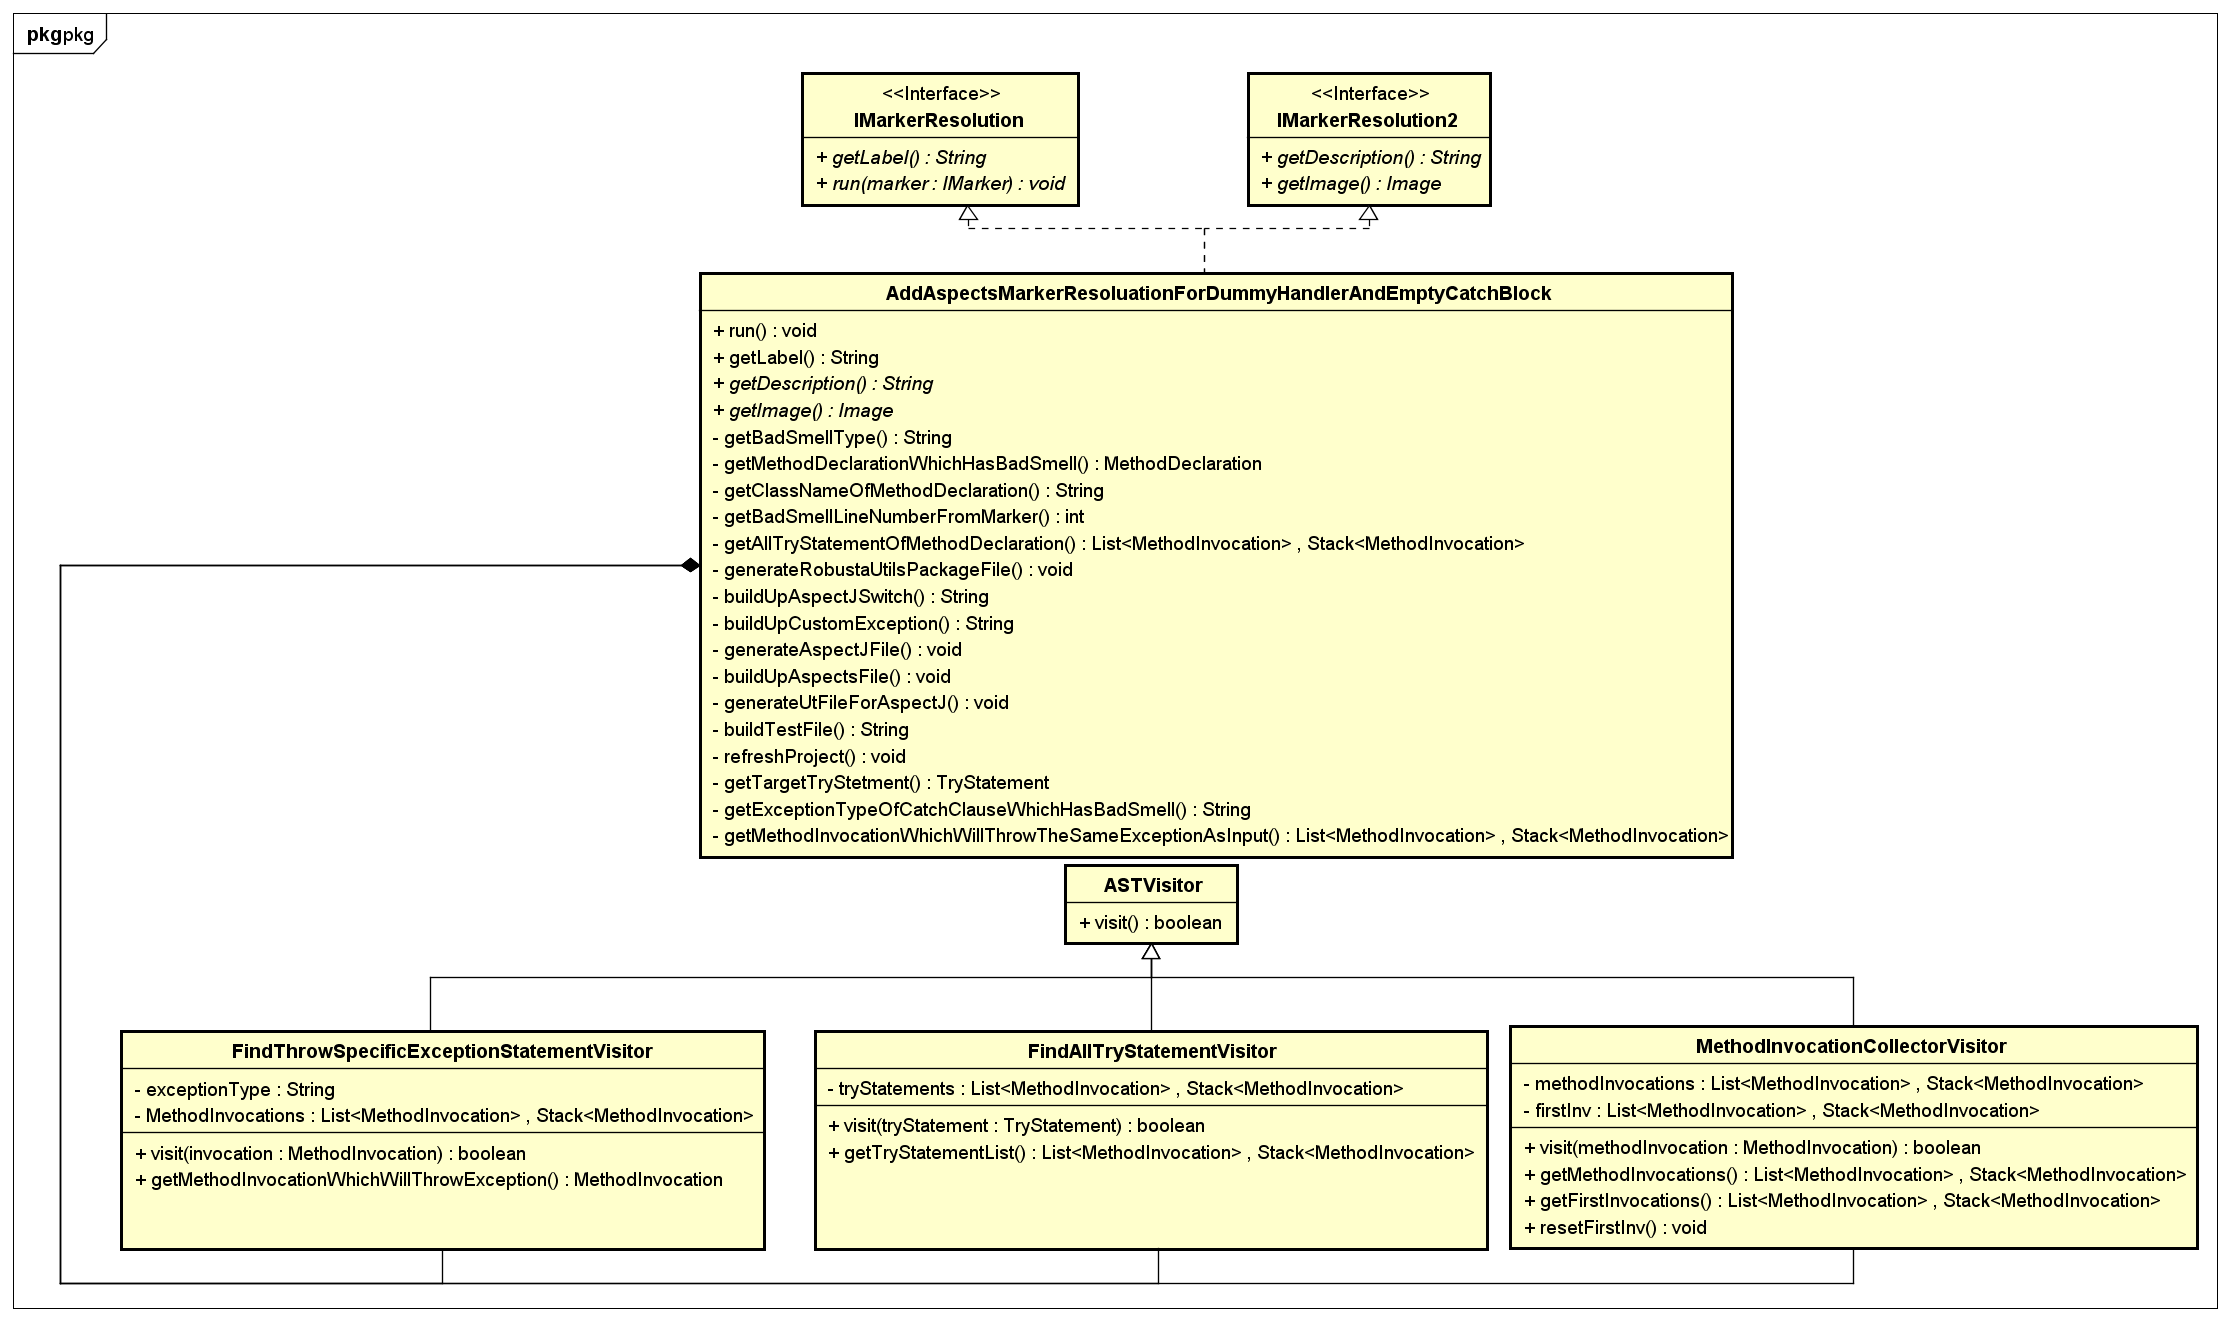 pkgpkg
<<Interface>>
IMarkerResolution
+ getLabel() : String
+ run(marker : IMarker) : void
<<Interface>>
IMarkerResolution2
+ getDescription() : String
+ getImage() : Image
AddAspectsMarkerResoluationForDummyHandlerAndEmptyCatchBlock
+ run() : void
+ getLabel() : String
+ getDescription() : String
+ getImage() : Image
- getBadSmellType() : String
- getMethodDeclarationWhichHasBadSmell() : MethodDeclaration
- getClassNameOfMethodDeclaration() : String
- getBadSmellLineNumberFromMarker() : int
- getAllTryStatementOfMethodDeclaration() : List<MethodInvocation> , Stack<MethodInvocation>
- generateRobustaUtilsPackageFile() : void
- buildUpAspectJSwitch() : String
- buildUpCustomException() : String
- generateAspectJFile() : void
- buildUpAspectsFile() : void
- generateUtFileForAspectJ() : void
- buildTestFile() : String
- refreshProject() : void
- getTargetTryStetment() : TryStatement
- getExceptionTypeOfCatchClauseWhichHasBadSmell() : String
- getMethodInvocationWhichWillThrowTheSameExceptionAsInput() : List<MethodInvocation> , Stack<MethodInvocation>
ASTVisitor
+ visit() : boolean
FindThrowSpecificExceptionStatementVisitor
- exceptionType : String
- MethodInvocations : List<MethodInvocation> , Stack<MethodInvocation>
+ visit(invocation : MethodInvocation) : boolean
+ getMethodInvocationWhichWillThrowException() : MethodInvocation
FindAllTryStatementVisitor
- tryStatements : List<MethodInvocation> , Stack<MethodInvocation>
+ visit(tryStatement : TryStatement) : boolean
+ getTryStatementList() : List<MethodInvocation> , Stack<MethodInvocation>
MethodInvocationCollectorVisitor
- methodInvocations : List<MethodInvocation> , Stack<MethodInvocation>
- firstInv : List<MethodInvocation> , Stack<MethodInvocation>
+ visit(methodInvocation : MethodInvocation) : boolean
+ getMethodInvocations() : List<MethodInvocation> , Stack<MethodInvocation>
+ getFirstInvocations() : List<MethodInvocation> , Stack<MethodInvocation>
+ resetFirstInv() : void